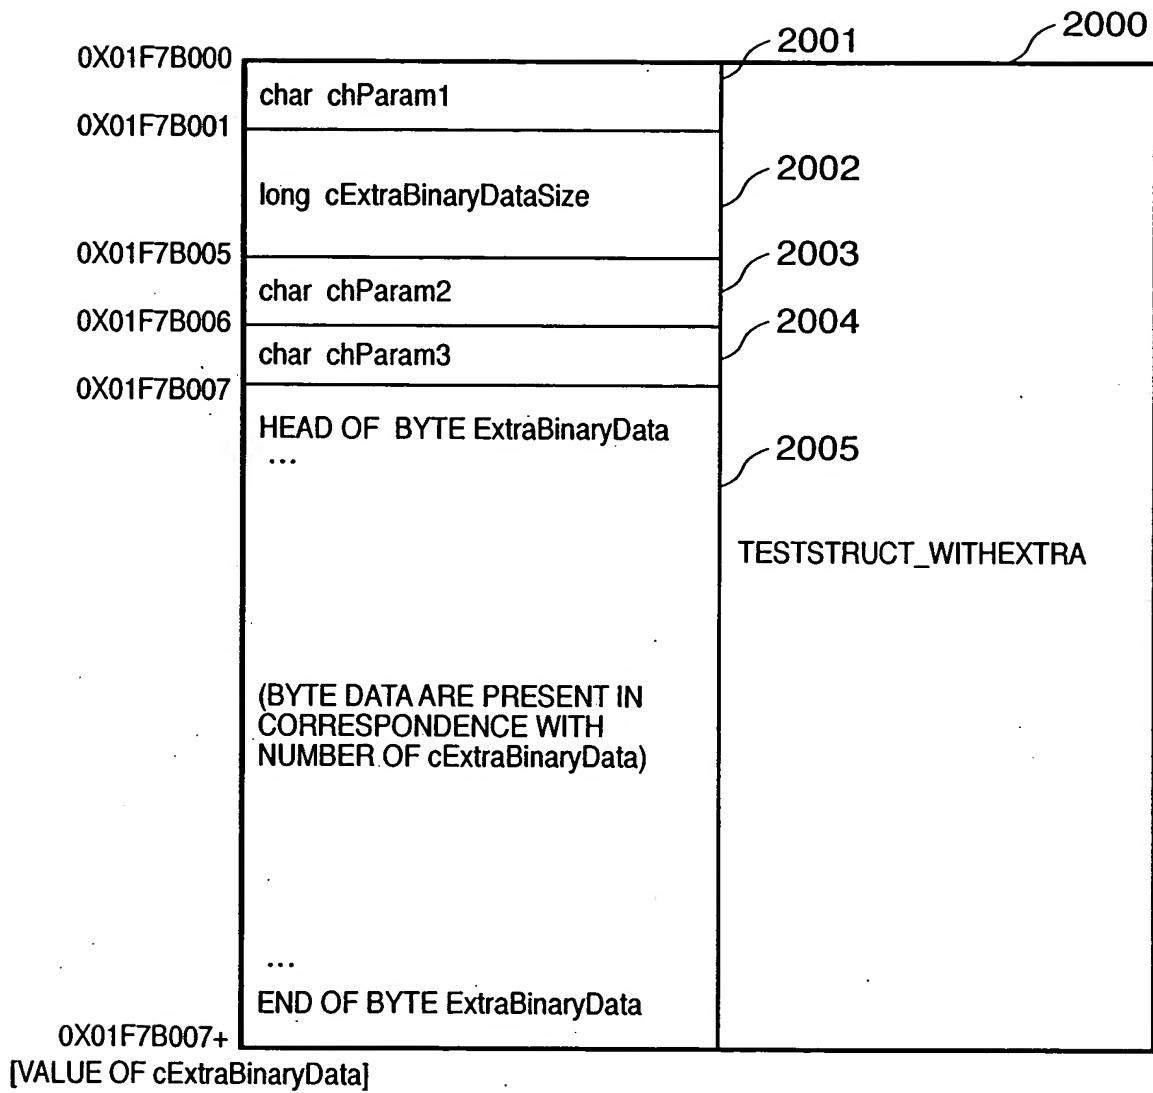 2000
2001
0X01F7B000
char chParam1
0X01F7B001
2002
long cExtraBinaryDataSize
0X01F7B005
2003
char chParam2
0X01F7B006
2004
char chParam3
0X01F7B007
HEAD OF BYTE ExtraBinaryData
...
2005
TESTSTRUCT_WITHEXTRA
(BYTE DATA ARE PRESENT IN
CORRESPONDENCE WITH
NUMBER OF cExtraBinaryData)
...
END OF BYTE ExtraBinaryData
0X01F7B007+
[VALUE OF cExtraBinaryData]